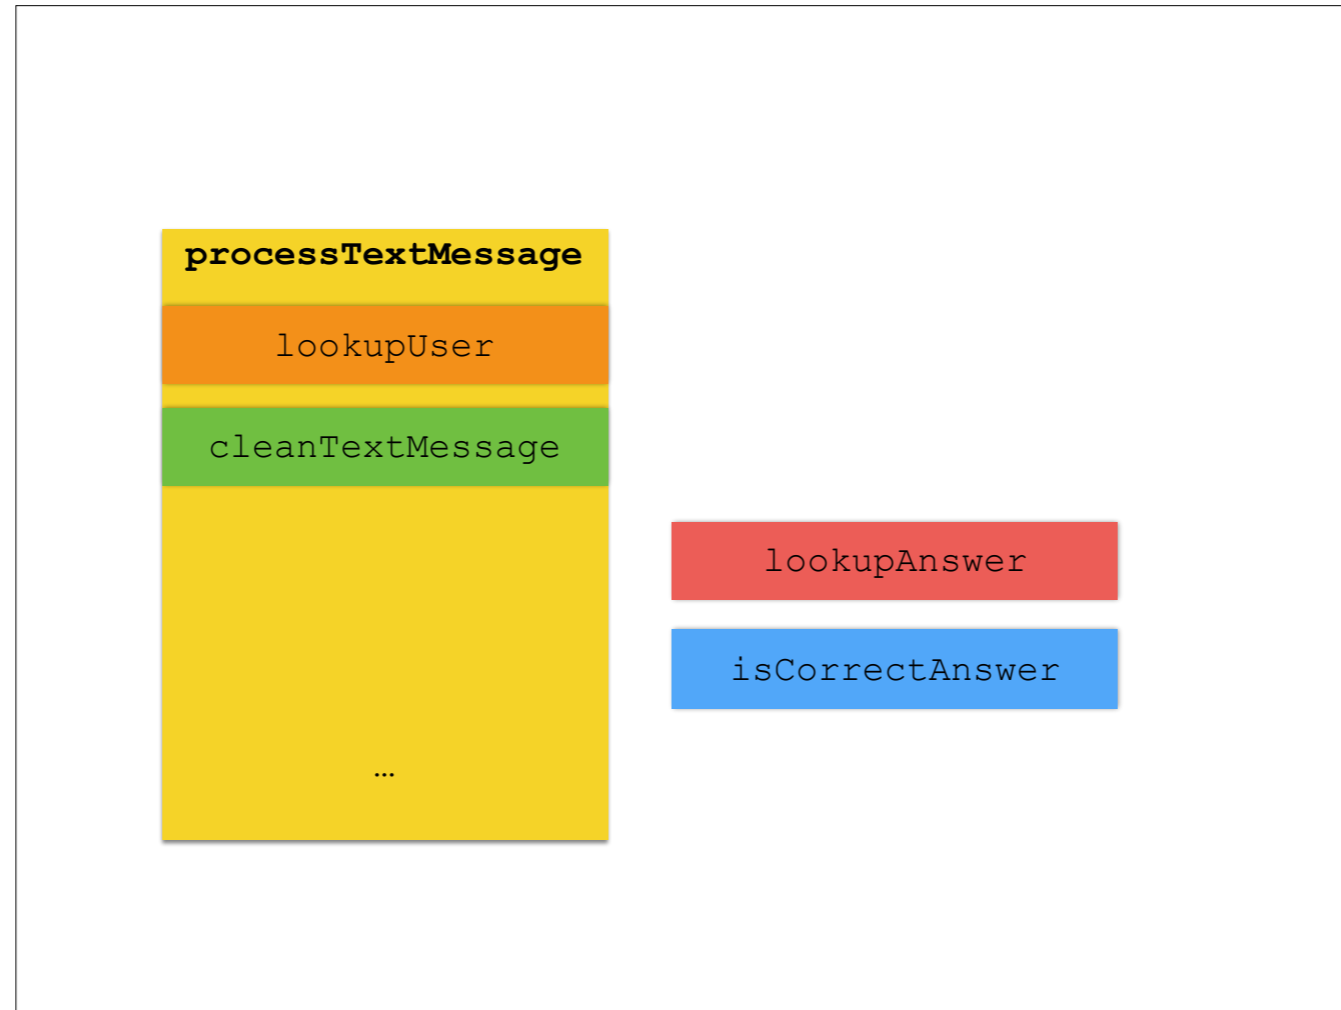 processTextMessage
lookupUser
cleanTextMessage
lookupAnswer
isCorrectAnswer
…